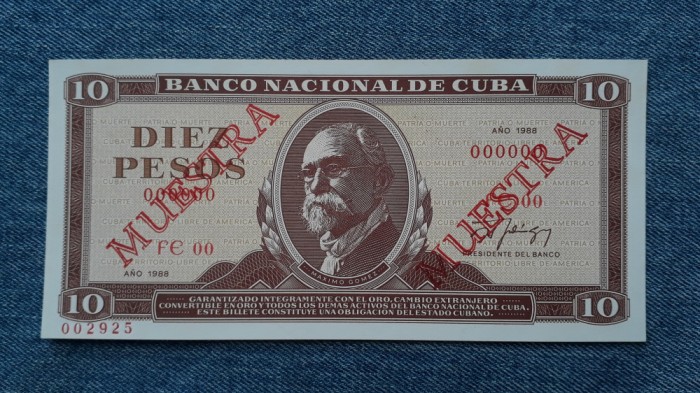 10 BANCO NACIONAL DE CUBA 10
DIEZ
PESOS
AÑO 1988
000000
000000
000
MUESTRA
MUESTRA
FE 00
PRESIDENTE DEL BANCO
AÑO 1988
MAXIMO GOMEZ
10 10
GARANTIZADO INTEGRAMENTE CON EL ORO, CAMBIO EXTRANJERO
CONVERTIBLE EN ORO Y TODOS LOS DEMAS ACTIVOS DEL BANCO NACIONAL DE CUBA.
ESTE BILLETE CONSTITUYE UNA OBLIGACION DEL ESTADO CUBANO.
002925